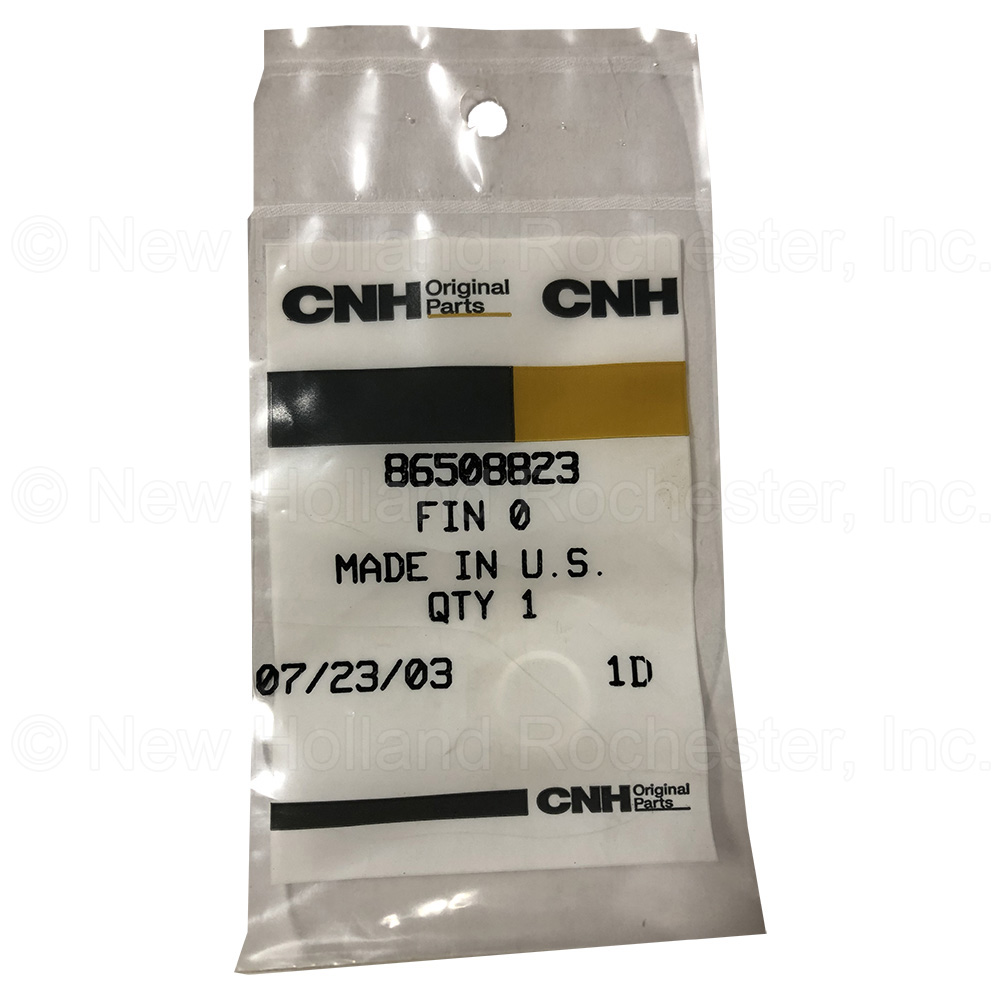 © New Holland Rochester, Inc.
CNH Original Parts CNH
86508823
© New Holland Rochester, Inc.
FIN 0
MADE IN U.S.
QTY 1
07/23/03 1D
© New Holland Rochester, Inc.
CNH Original Parts